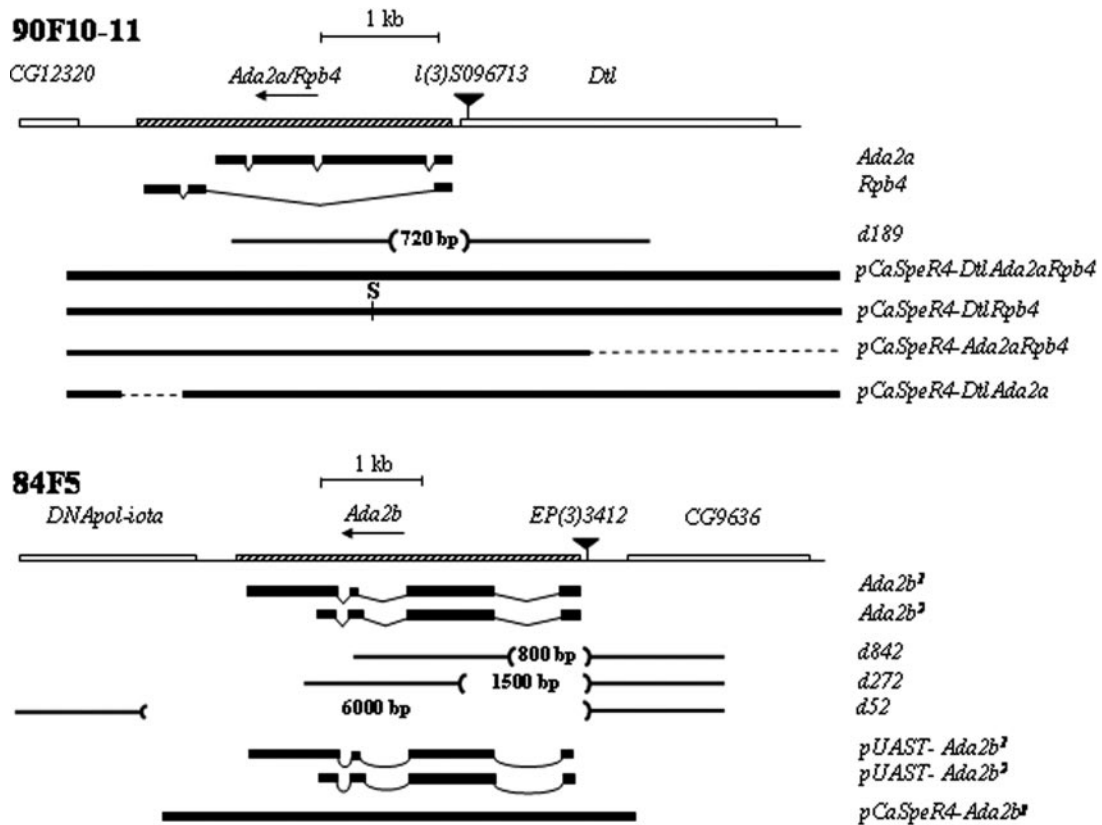 90F10-11
1 kb
CG12320 Ada2a/Rpb4 l(3)S096713 Dtl
Ada2a
Rpb4
(720 bp) d189
pCaSpeR4-DtlAda2aRpb4
S
pCaSpeR4-DtlRpb4
pCaSpeR4-Ada2aRpb4
pCaSpeR4-DtlAda2a
84F5
1 kb
DNApol-iota Ada2b EP(3)3412 CG9636
Ada2b
Ada2b
(800 bp) d842
(1500 bp) d272
(6000 bp) d52
pUAST- Ada2b
pUAST- Ada2b
pCaSpeR4-Ada2b